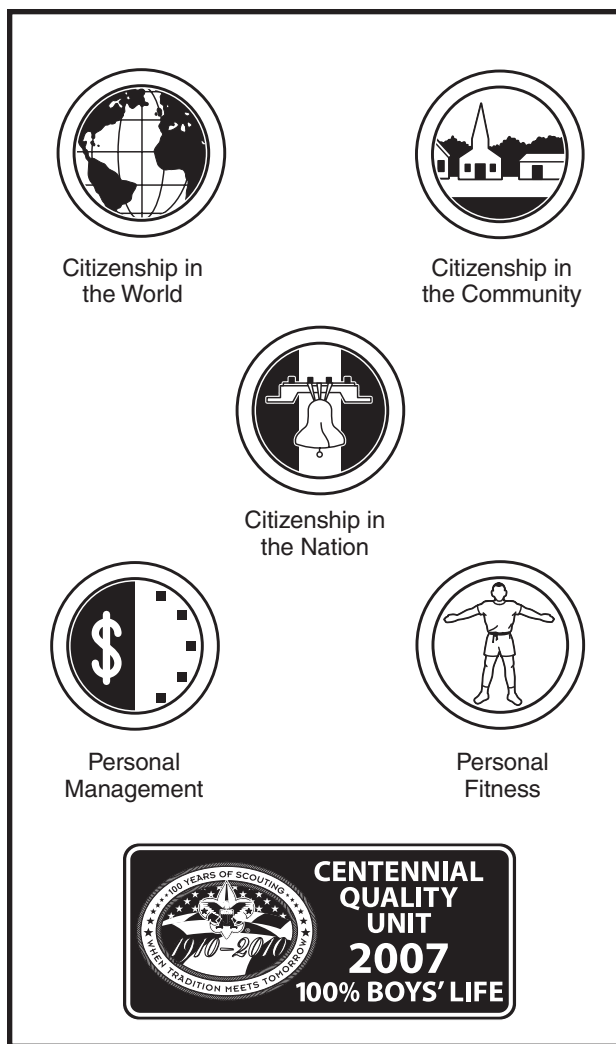 Citizenship in
the World
Citizenship in
the Community
Citizenship in
the Nation
$
Personal
Management
Personal
Fitness
100 YEARS OF SCOUTING
1910–2010
WHEN TRADITION MEETS TOMORROW
CENTENNIAL
QUALITY
UNIT
2007
100% BOYS' LIFE